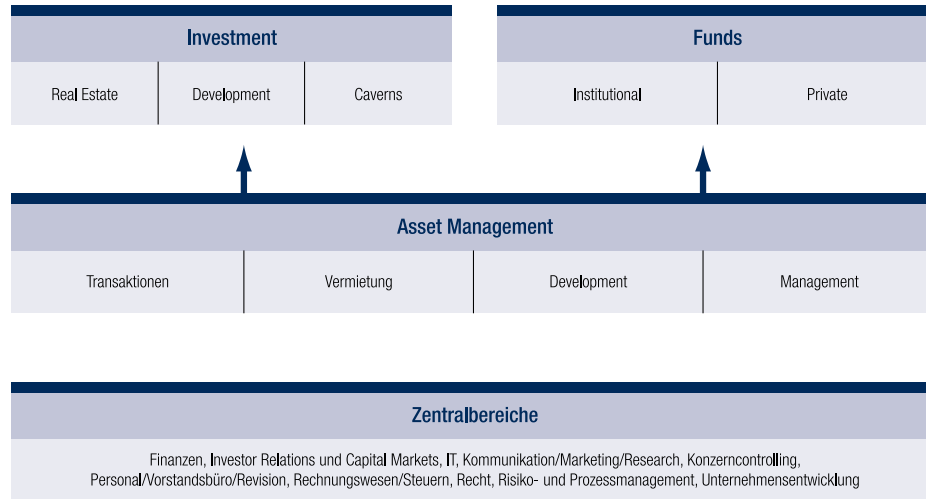 Investment
Real Estate
Development
Caverns
Funds
Institutional
Private
Asset Management
Transaktionen
Vermietung
Development
Management
Zentralbereiche
Finanzen, Investor Relations und Capital Markets, IT, Kommunikation/Marketing/Research, Konzerncontrolling,
Personal/Vorstandsbüro/Revision, Rechnungswesen/Steuern, Recht, Risiko- und Prozessmanagement, Unternehmensentwicklung